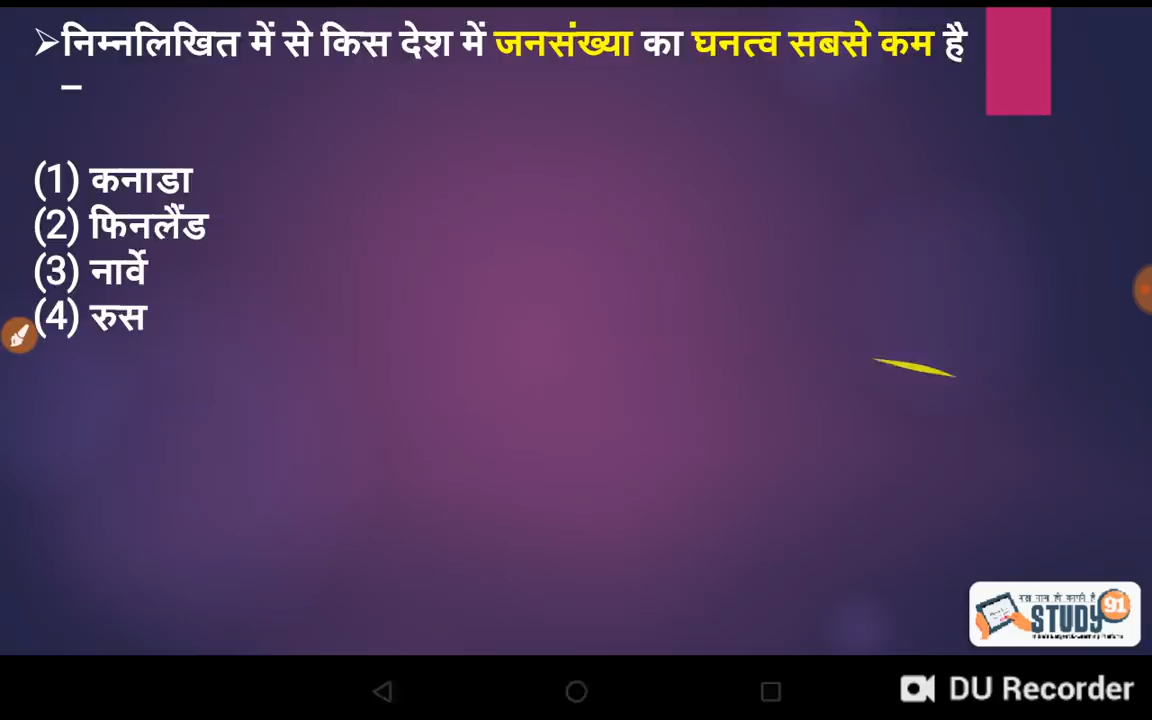 ➢निम्नलिखित में से किस देश में जनसंख्या का घनत्व सबसे कम है
–
(1) कनाडा
(2) फिनलैंड
(3) नार्वे
(4) रुस
91
STUDY
DU Recorder